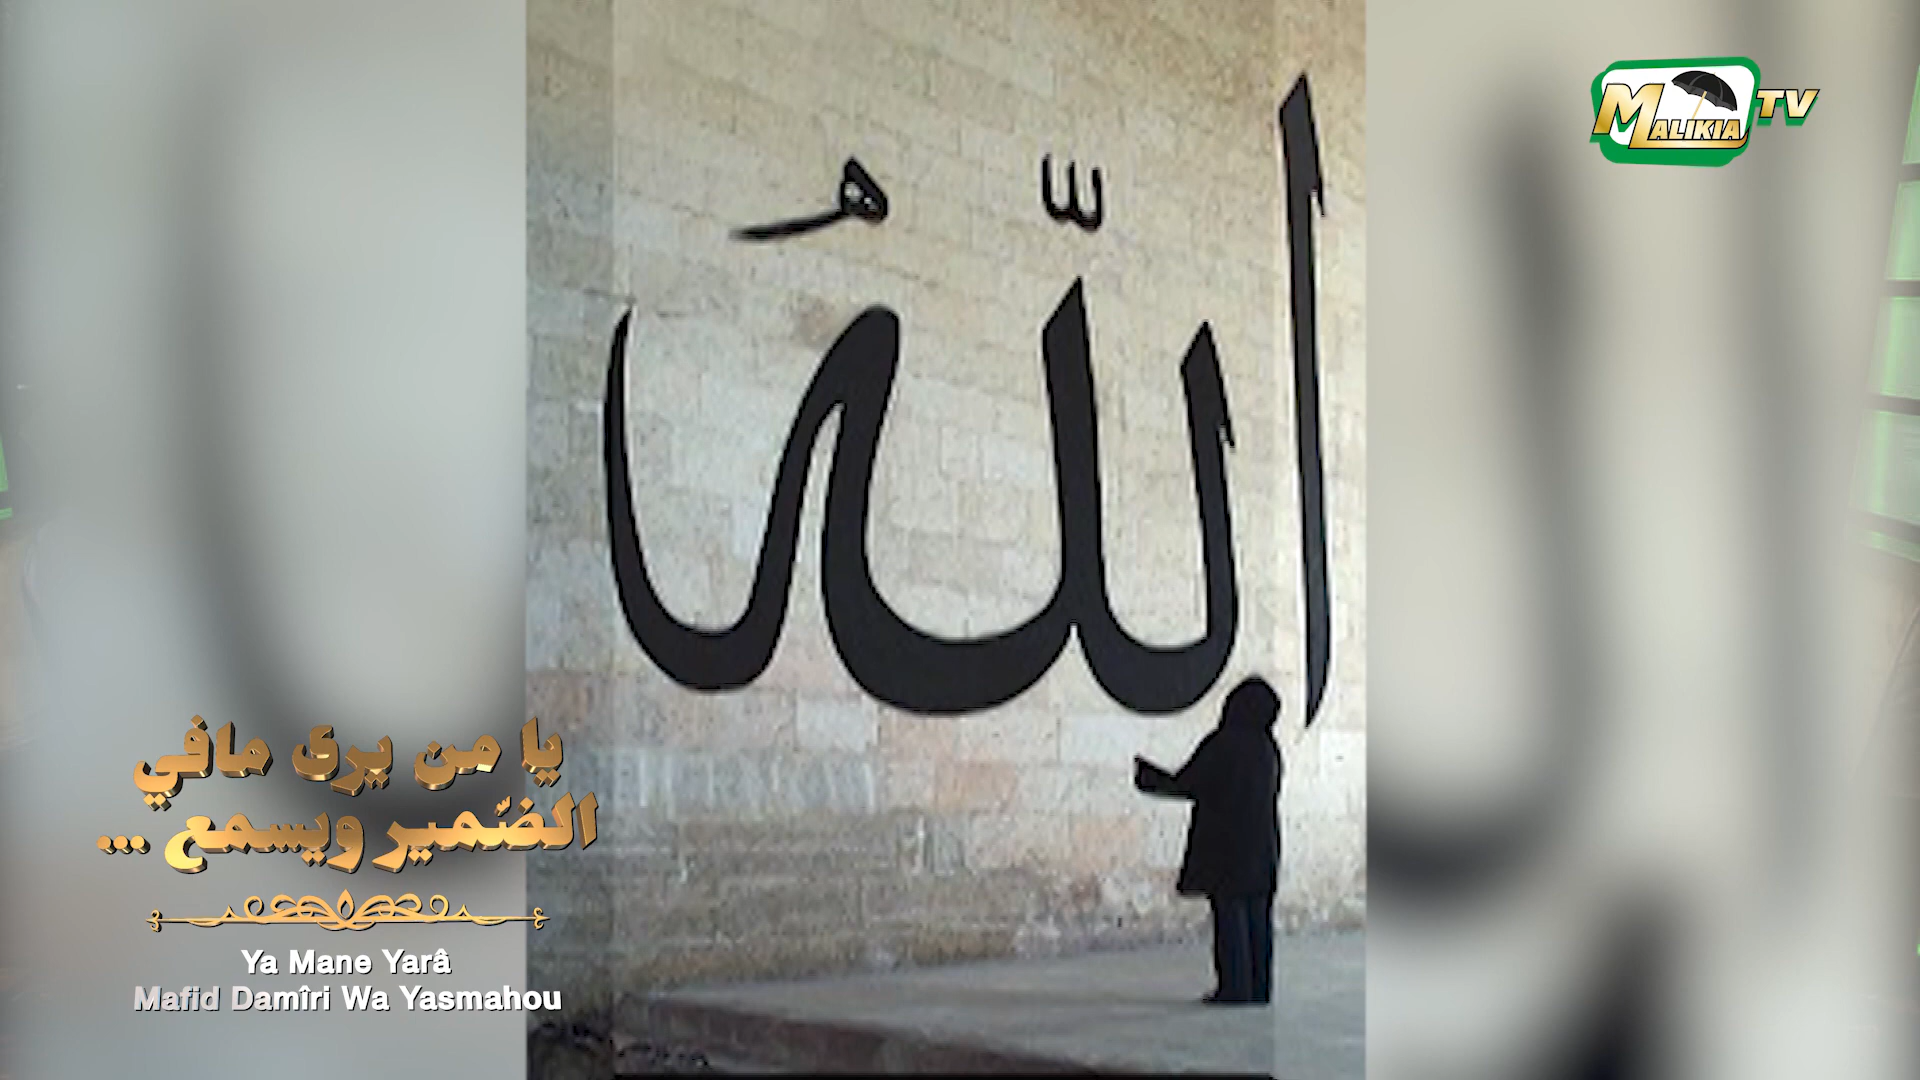 MALIKIA TV
اللهُ
يا من يرى مافي
الضّمير ويسمع ...
Ya Mane Yarâ
Mafid Damîri Wa Yasmahou